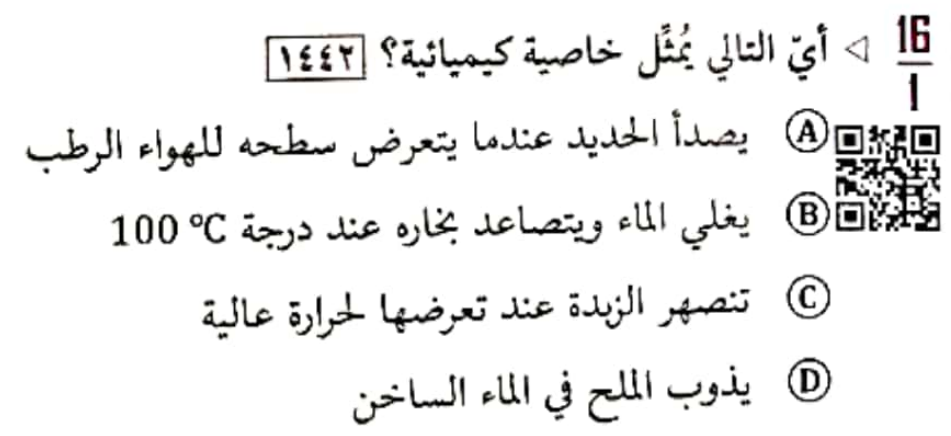 16
1
◁ أيّ التالي يُمثّل خاصية كيميائية؟ ١٤٤٢
A يصدأ الحديد عندما يتعرض سطحه للهواء الرطب
B يغلي الماء ويتصاعد بخاره عند درجة 100 °C
C تنصهر الزبدة عند تعرضها لحرارة عالية
D يذوب الملح في الماء الساخن